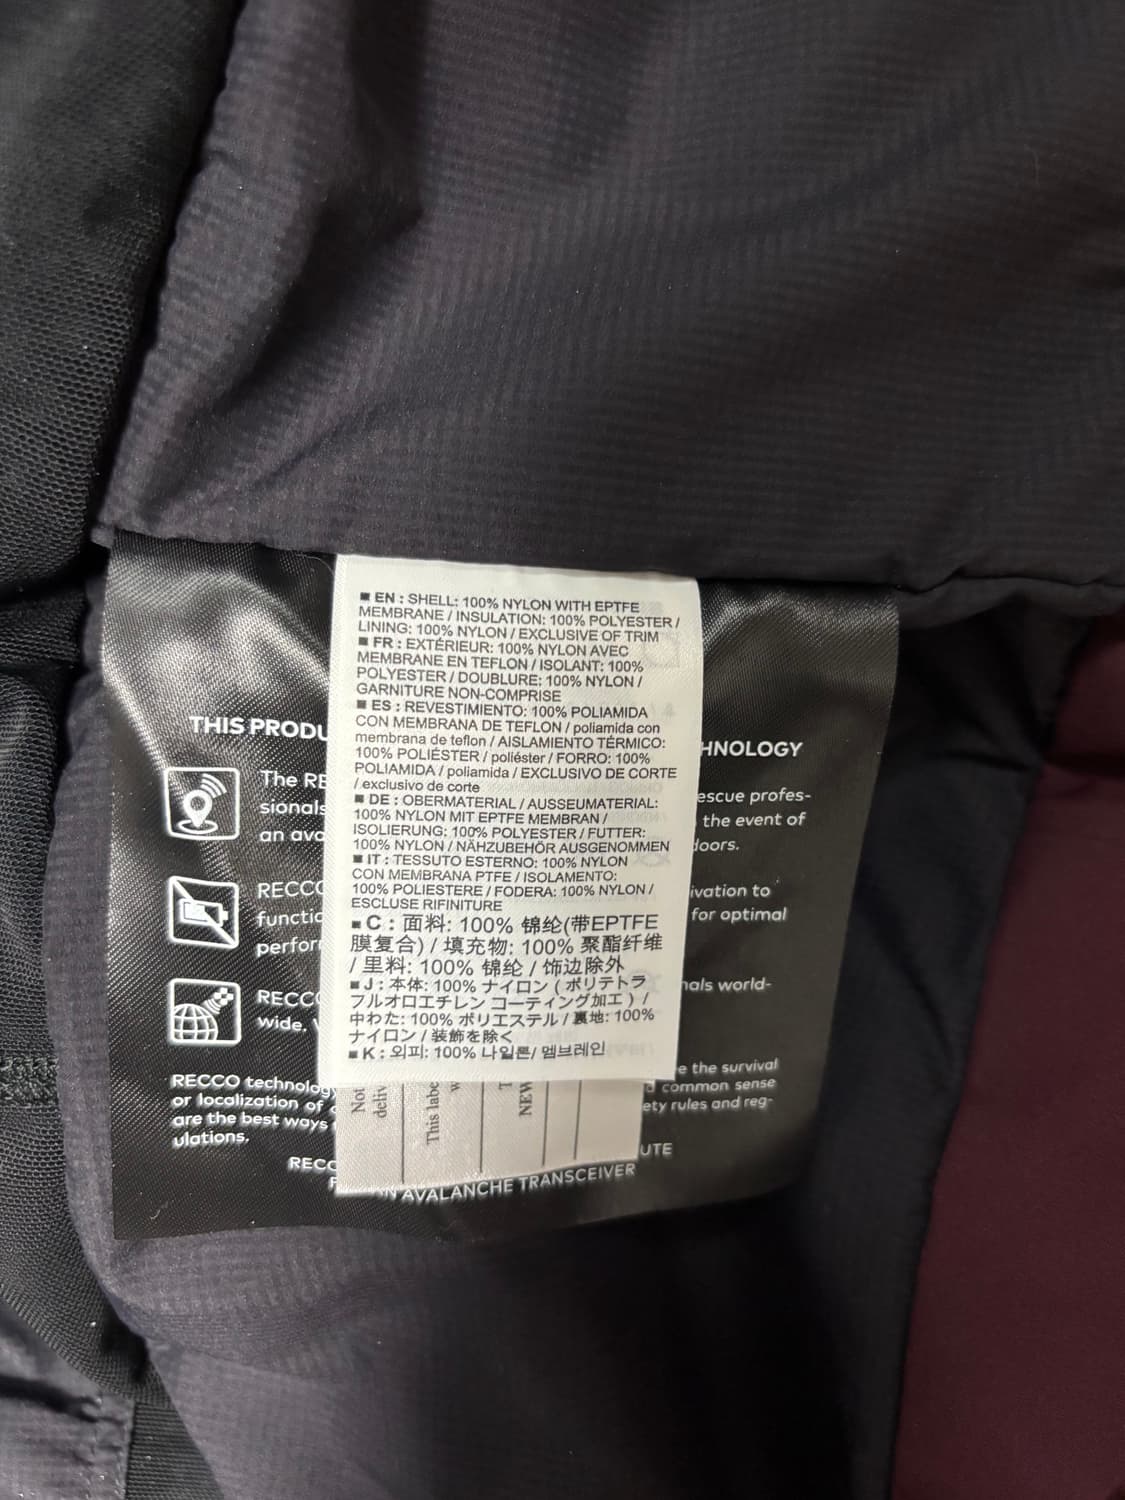 ■ EN : SHELL: 100% NYLON WITH EPTFE
MEMBRANE / INSULATION: 100% POLYESTER /
LINING: 100% NYLON / EXCLUSIVE OF TRIM
■ FR : EXTÉRIEUR: 100% NYLON AVEC
MEMBRANE EN TEFLON / ISOLANT: 100%
POLYESTER / DOUBLURE: 100% NYLON /
GARNITURE NON-COMPRISE
■ ES : REVESTIMIENTO: 100% POLIAMIDA
CON MEMBRANA DE TEFLON / poliamida con
membrana de teflon / AISLAMIENTO TÉRMICO:
100% POLIÉSTER / poliéster / FORRO: 100%
POLIAMIDA / poliamida / EXCLUSIVO DE CORTE
/ exclusivo de corte
■ DE : OBERMATERIAL / AUSSEUMATERIAL:
100% NYLON MIT EPTFE MEMBRAN /
ISOLIERUNG: 100% POLYESTER / FUTTER:
100% NYLON / NÄHZUBEHÖR AUSGENOMMEN
■ IT : TESSUTO ESTERNO: 100% NYLON
CON MEMBRANA PTFE / ISOLAMENTO:
100% POLIESTERE / FODERA: 100% NYLON /
ESCLUSE RIFINITURE
■ C : 面料: 100% 锦纶(带EPTFE
膜复合) / 填充物: 100% 聚酯纤维
/ 里料: 100% 锦纶 / 饰边除外
■ J : 本体: 100% ナイロン ( ポリテトラ
フルオロエチレン コーティング加工 ) /
中わた: 100% ポリエステル / 裏地: 100%
ナイロン / 装飾を除く
■ K : 외피: 100% 나일론/ 멤브레인
THIS PRODU
HNOLOGY
The RE
escue profes-
sionals
the event of
an ava
doors.
RECCO
ivation to
functio
for optimal
perfor
RECCO
nals world-
wide.
RECCO technology
e the survival
or localization of
common sense
are the best ways
ety rules and reg-
ulations.
RECC
UTE
AN AVALANCHE TRANSCEIVER
Not
deliv
This labe
w
T
NEW